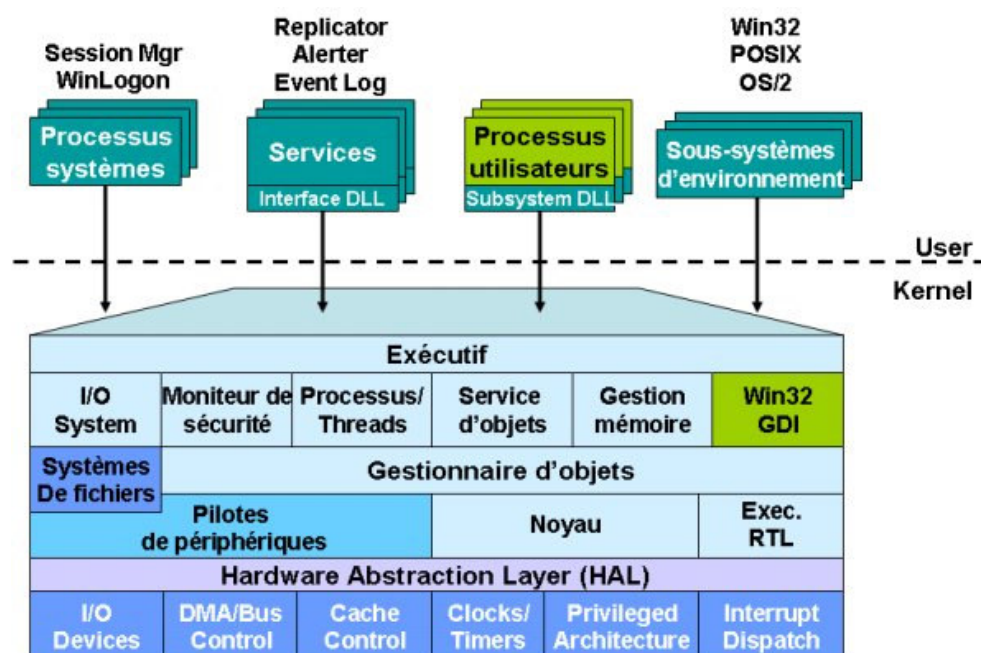 Session Mgr
WinLogon
Replicator
Alerter
Event Log
Win32
POSIX
OS/2
Processus
systèmes
Services
Interface DLL
Processus
utilisateurs
Subsystem DLL
Sous-systèmes
d'environnement
User
Kernel
Exécutif
I/O
System
Moniteur de
sécurité
Processus/
Threads
Service
d'objets
Gestion
mémoire
Win32
GDI
Systèmes
De fichiers
Gestionnaire d'objets
Pilotes
de périphériques
Noyau
Exec.
RTL
Hardware Abstraction Layer (HAL)
I/O
Devices
DMA/Bus
Control
Cache
Control
Clocks/
Timers
Privileged
Architecture
Interrupt
Dispatch